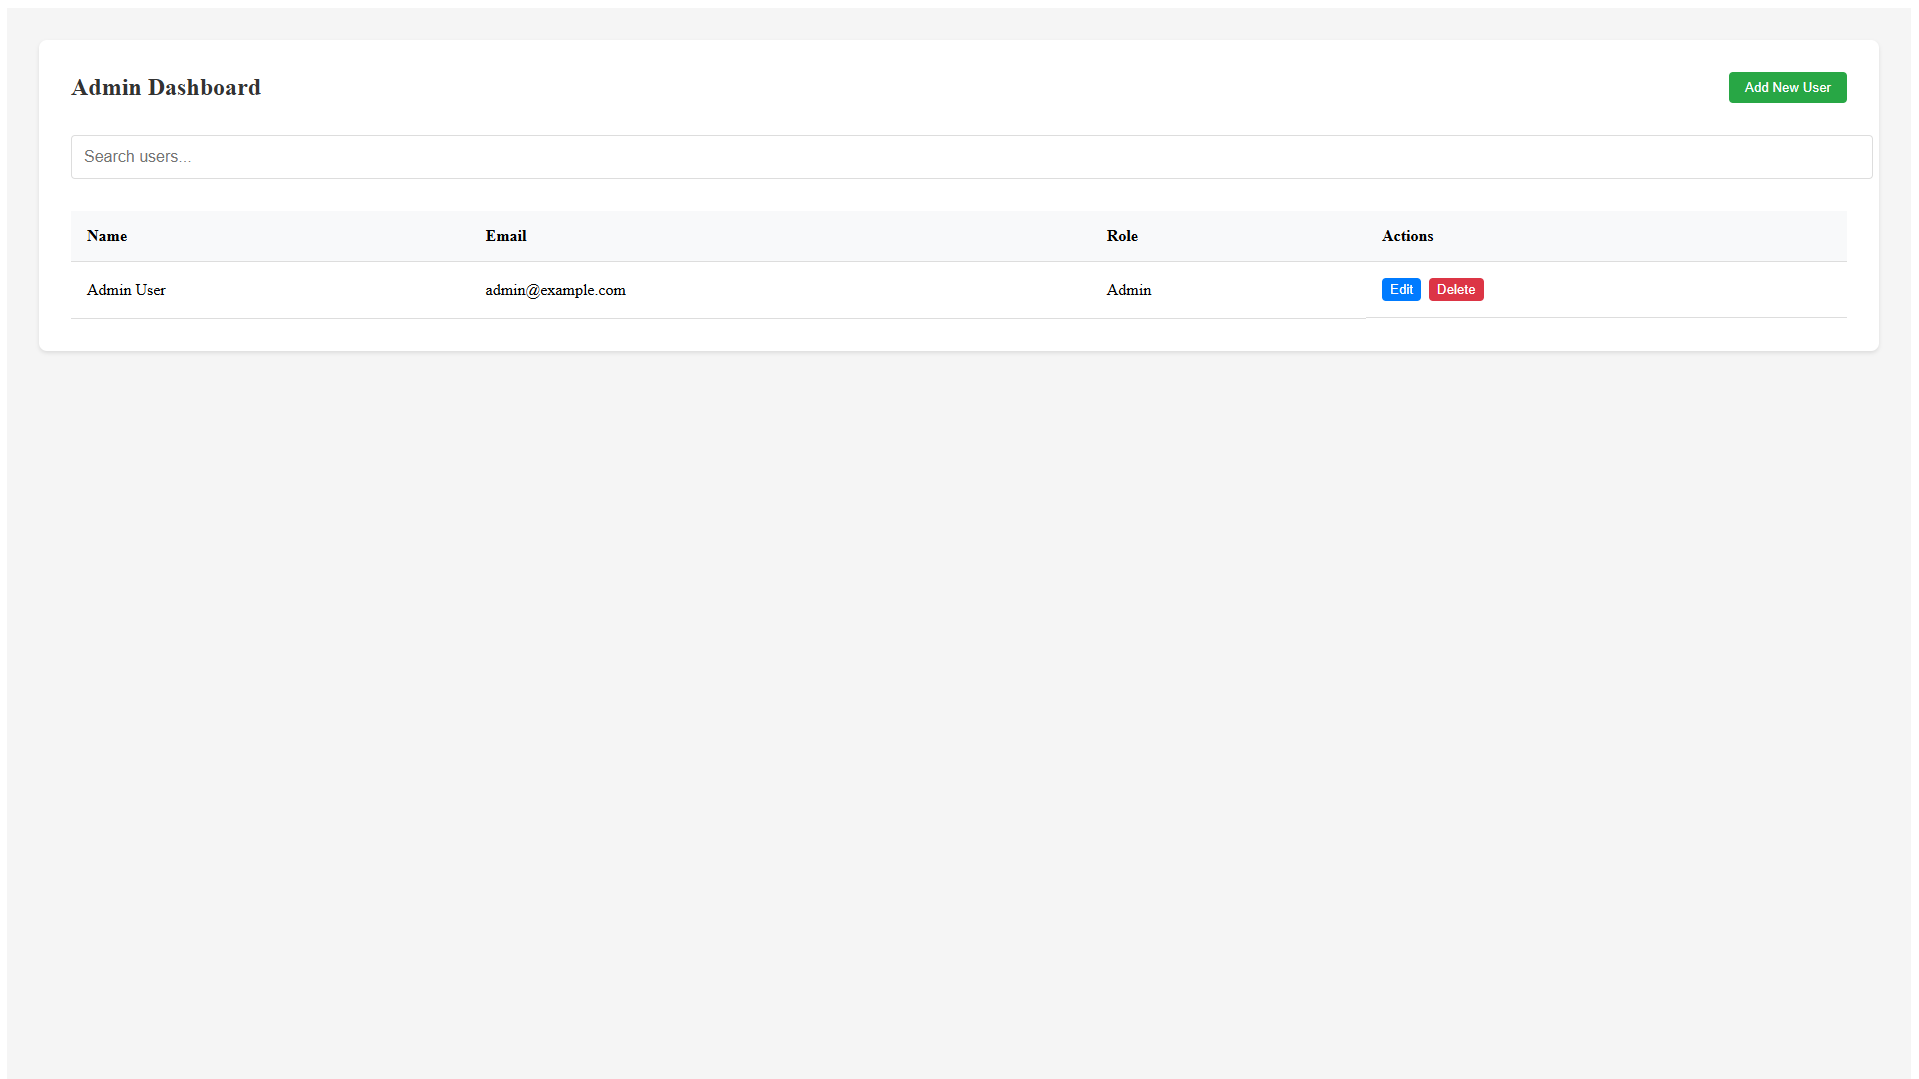 Admin Dashboard
Add New User
Search users...
Name Email Role Actions
Admin User admin@example.com Admin Edit Delete